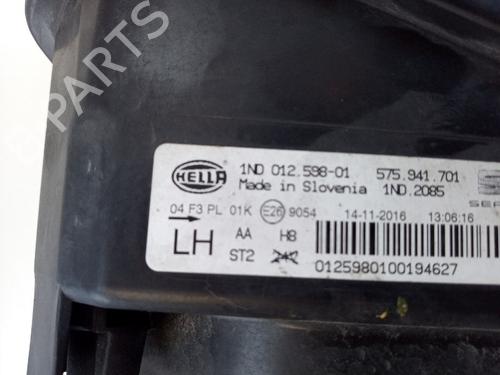 B-PARTS
HELLA
1ND 012.598-01 575.941.701
Made in Slovenia 1ND.2085
04 F3 PL 01K E26 9054 14-11-2016 13:06:16
LH AA H8
ST2
0125980100194627